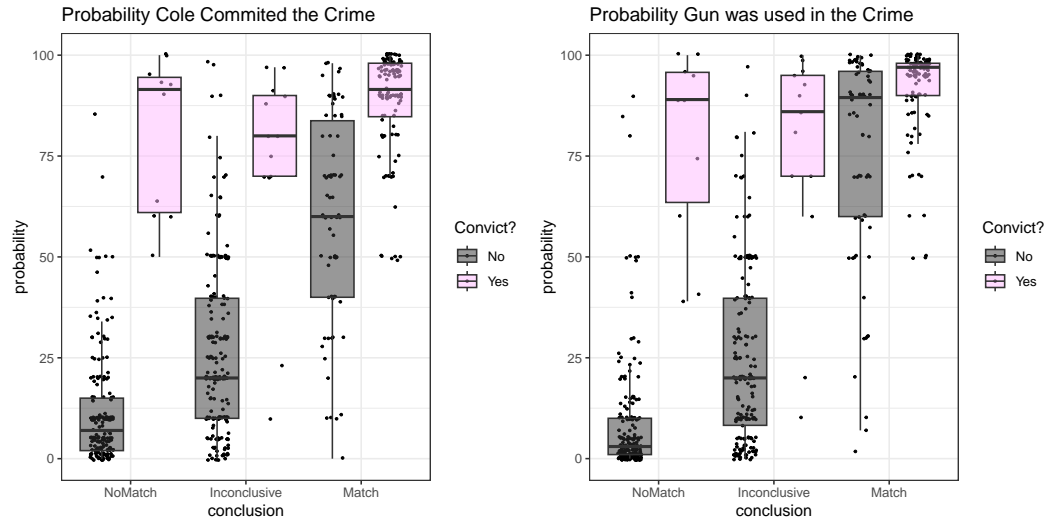 Probability Cole Commited the Crime
100
75
50
25
0
probability
NoMatch
Inconclusive
Match
conclusion
Convict?
No
Yes
Probability Gun was used in the Crime
100
75
50
25
0
probability
NoMatch
Inconclusive
Match
conclusion
Convict?
No
Yes